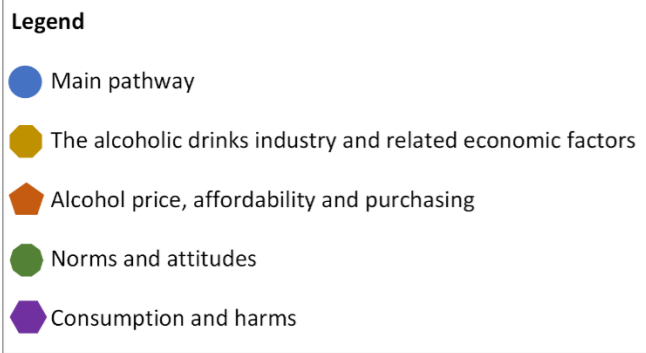 Legend
Main pathway
The alcoholic drinks industry and related economic factors
Alcohol price, affordability and purchasing
Norms and attitudes
Consumption and harms